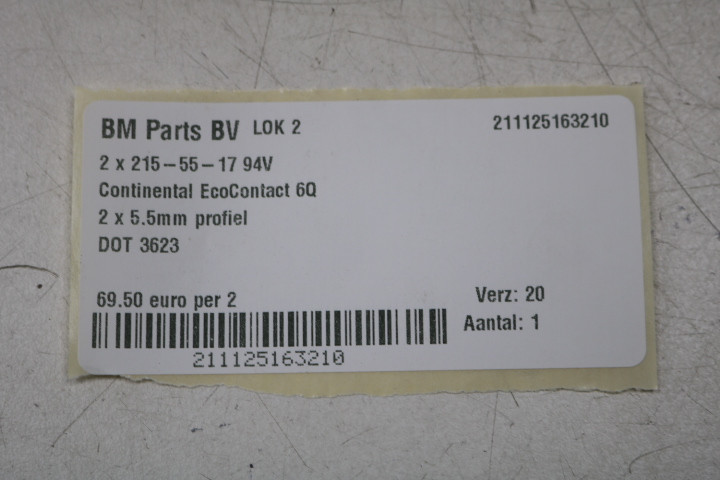 BM Parts BV LOK 2 211125163210
2 x 215-55-17 94V
Continental EcoContact 6Q
2 x 5.5mm profiel
DOT 3623
69.50 euro per 2 Verz: 20
Aantal: 1
211125163210